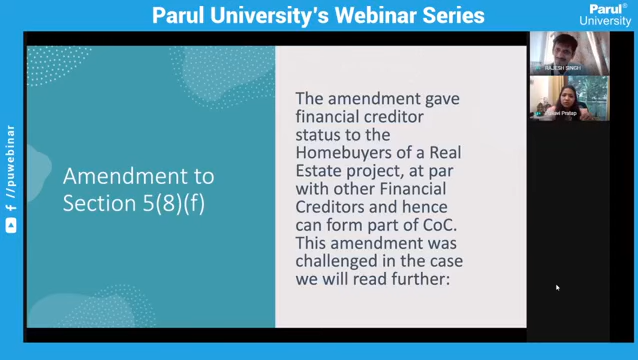 Parul University's Webinar Series
Parul®
University
f //puwebinar
Amendment to
Section 5(8)(f)
The amendment gave
financial creditor
status to the
Homebuyers of a Real
Estate project, at par
with other Financial
Creditors and hence
can form part of CoC.
This amendment was
challenged in the case
we will read further:
RAJESH SINGH
Pratap